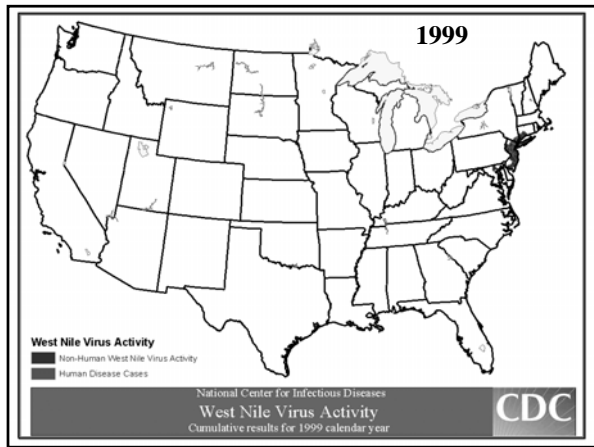 1999
West Nile Virus Activity
Non-Human West Nile Virus Activity
Human Disease Cases
National Center for Infectious Diseases
West Nile Virus Activity
Cumulative results for 1999 calendar year
CDC